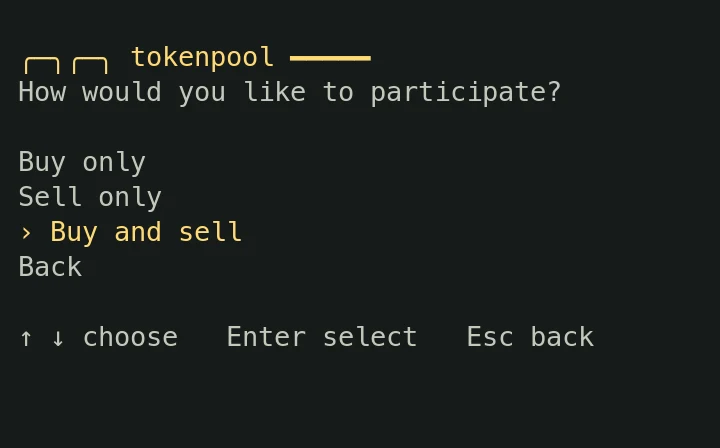 tokenpool
How would you like to participate?
Buy only
Sell only
› Buy and sell
Back
↑ ↓ choose   Enter select   Esc back